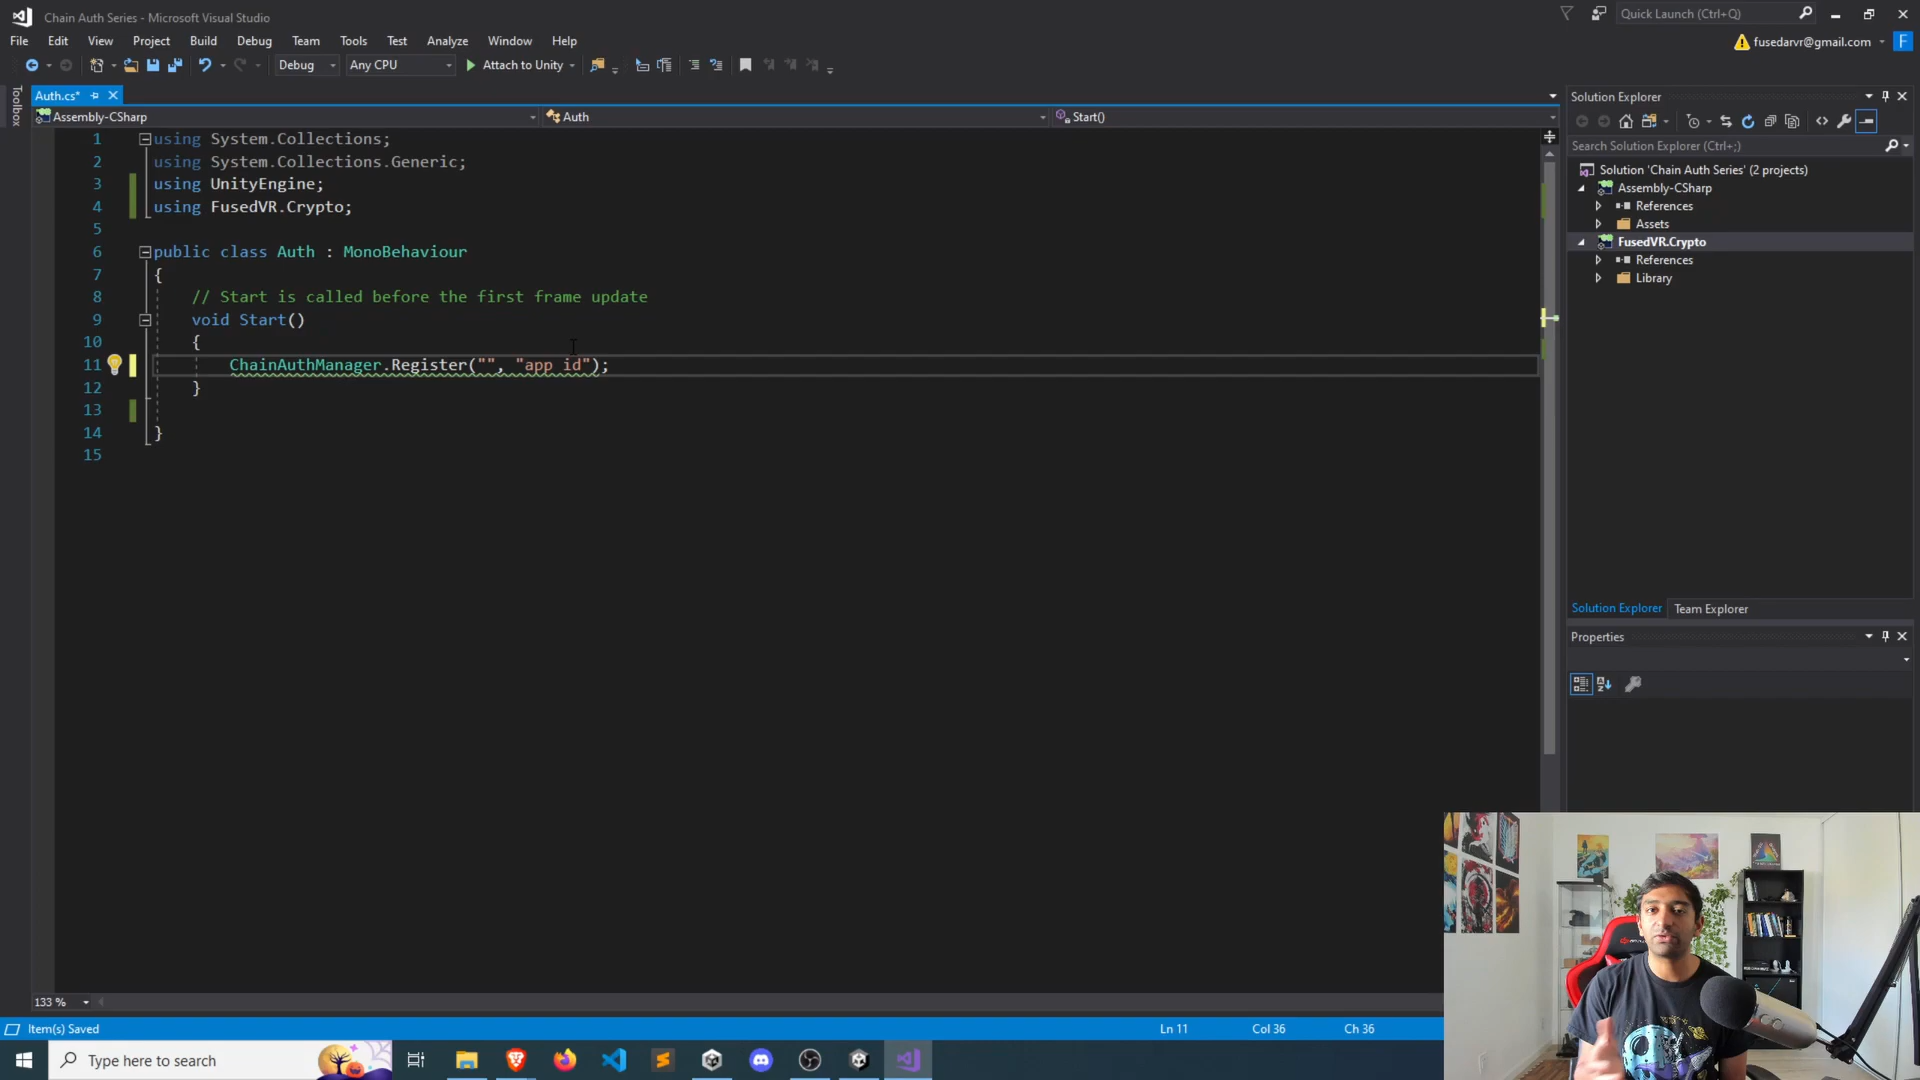 Chain Auth Series - Microsoft Visual Studio
Quick Launch (Ctrl+Q)
File Edit View Project Build Debug Team Tools Test Analyze Window Help
fusedarvr@gmail.com F
Debug Any CPU Attach to Unity
Toolbox
Auth.cs*
Assembly-CSharp Auth Start()
1 using System.Collections;
2 using System.Collections.Generic;
3 using UnityEngine;
4 using FusedVR.Crypto;
5
6 public class Auth : MonoBehaviour
7 {
8 // Start is called before the first frame update
9 void Start()
10 {
11 ChainAuthManager.Register("", "app id");
12 }
13
14 }
15
Solution Explorer
Search Solution Explorer (Ctrl+;)
Solution 'Chain Auth Series' (2 projects)
Assembly-CSharp
References
Assets
FusedVR.Crypto
References
Library
Solution Explorer Team Explorer
Properties
133 %
Item(s) Saved Ln 11 Col 36 Ch 36
Type here to search